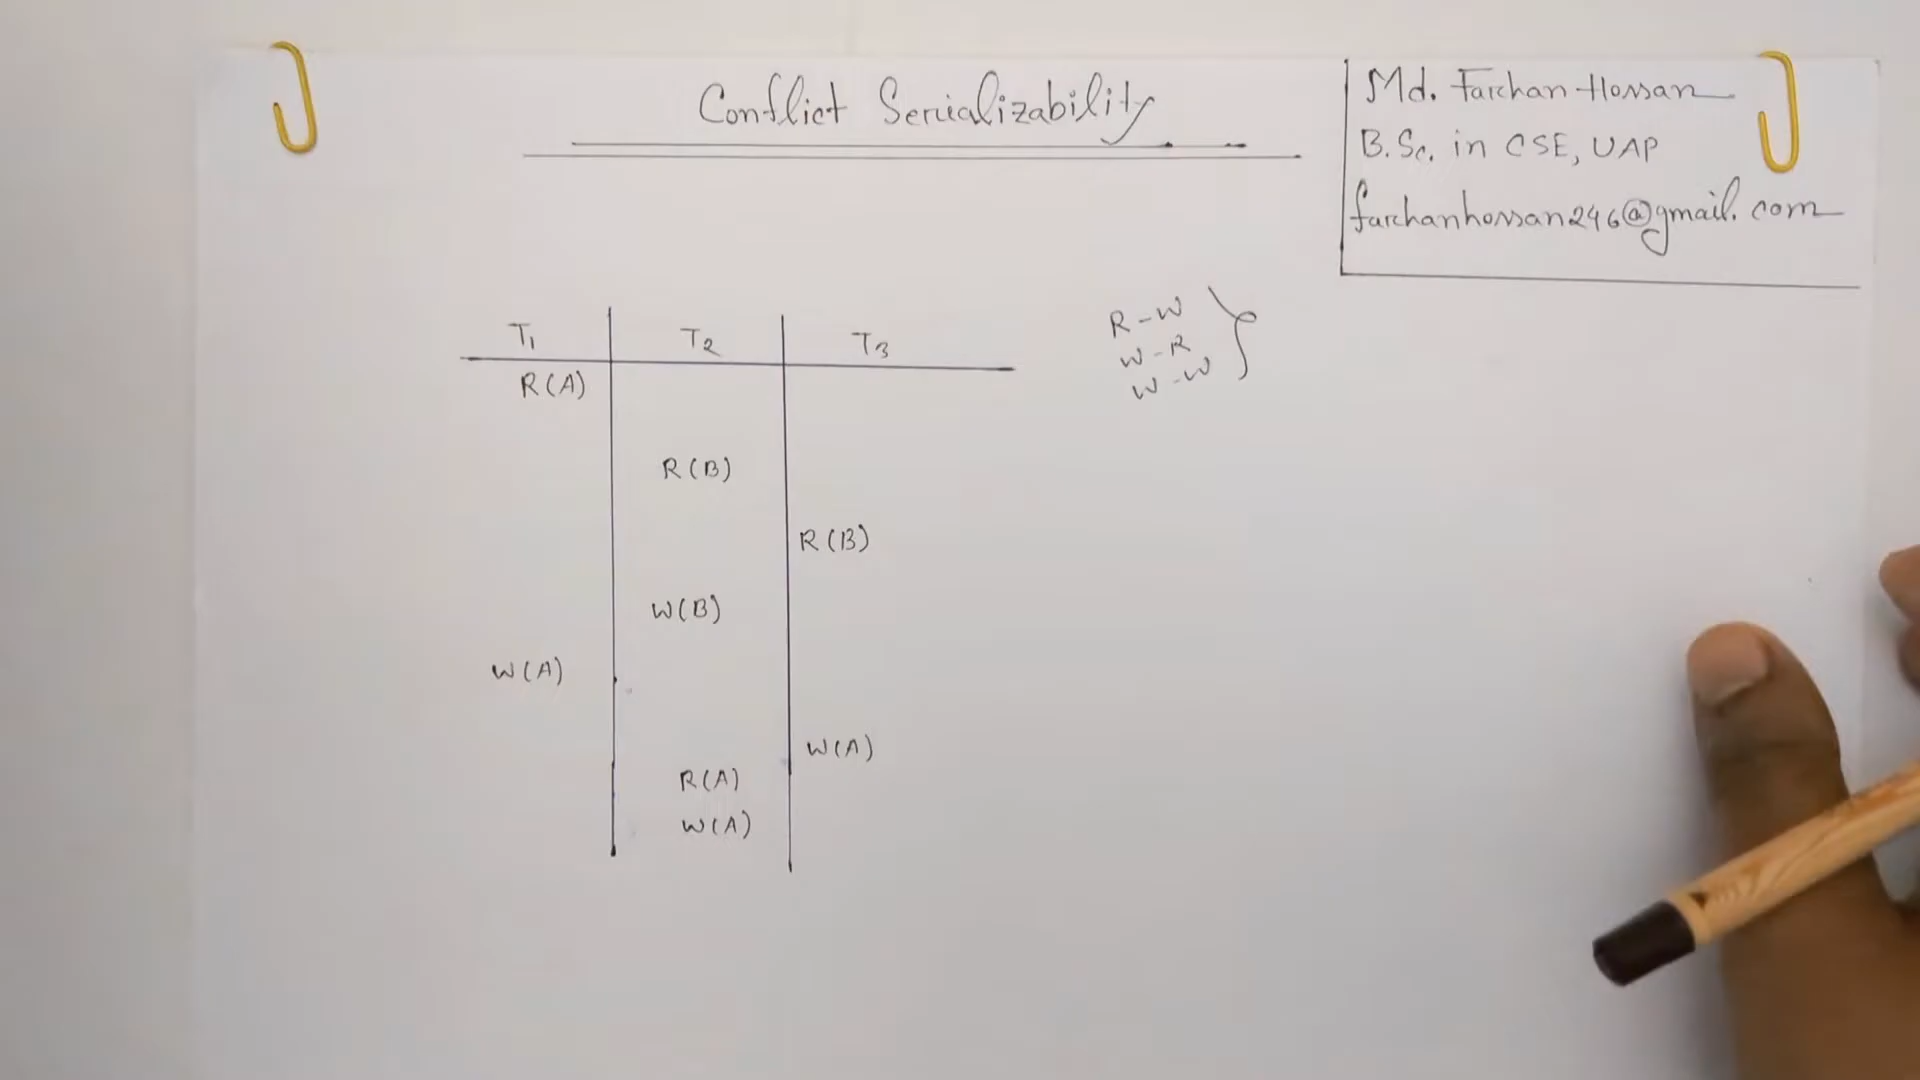 Conflict Serializability
Md. Farhan Hossan
B.Sc. in CSE, UAP
farhanhossan246@gmail.com
T1 T2 T3
R(A)
R(B)
R(B)
W(B)
W(A)
W(A)
R(A)
W(A)
R-W
W-R
W-W